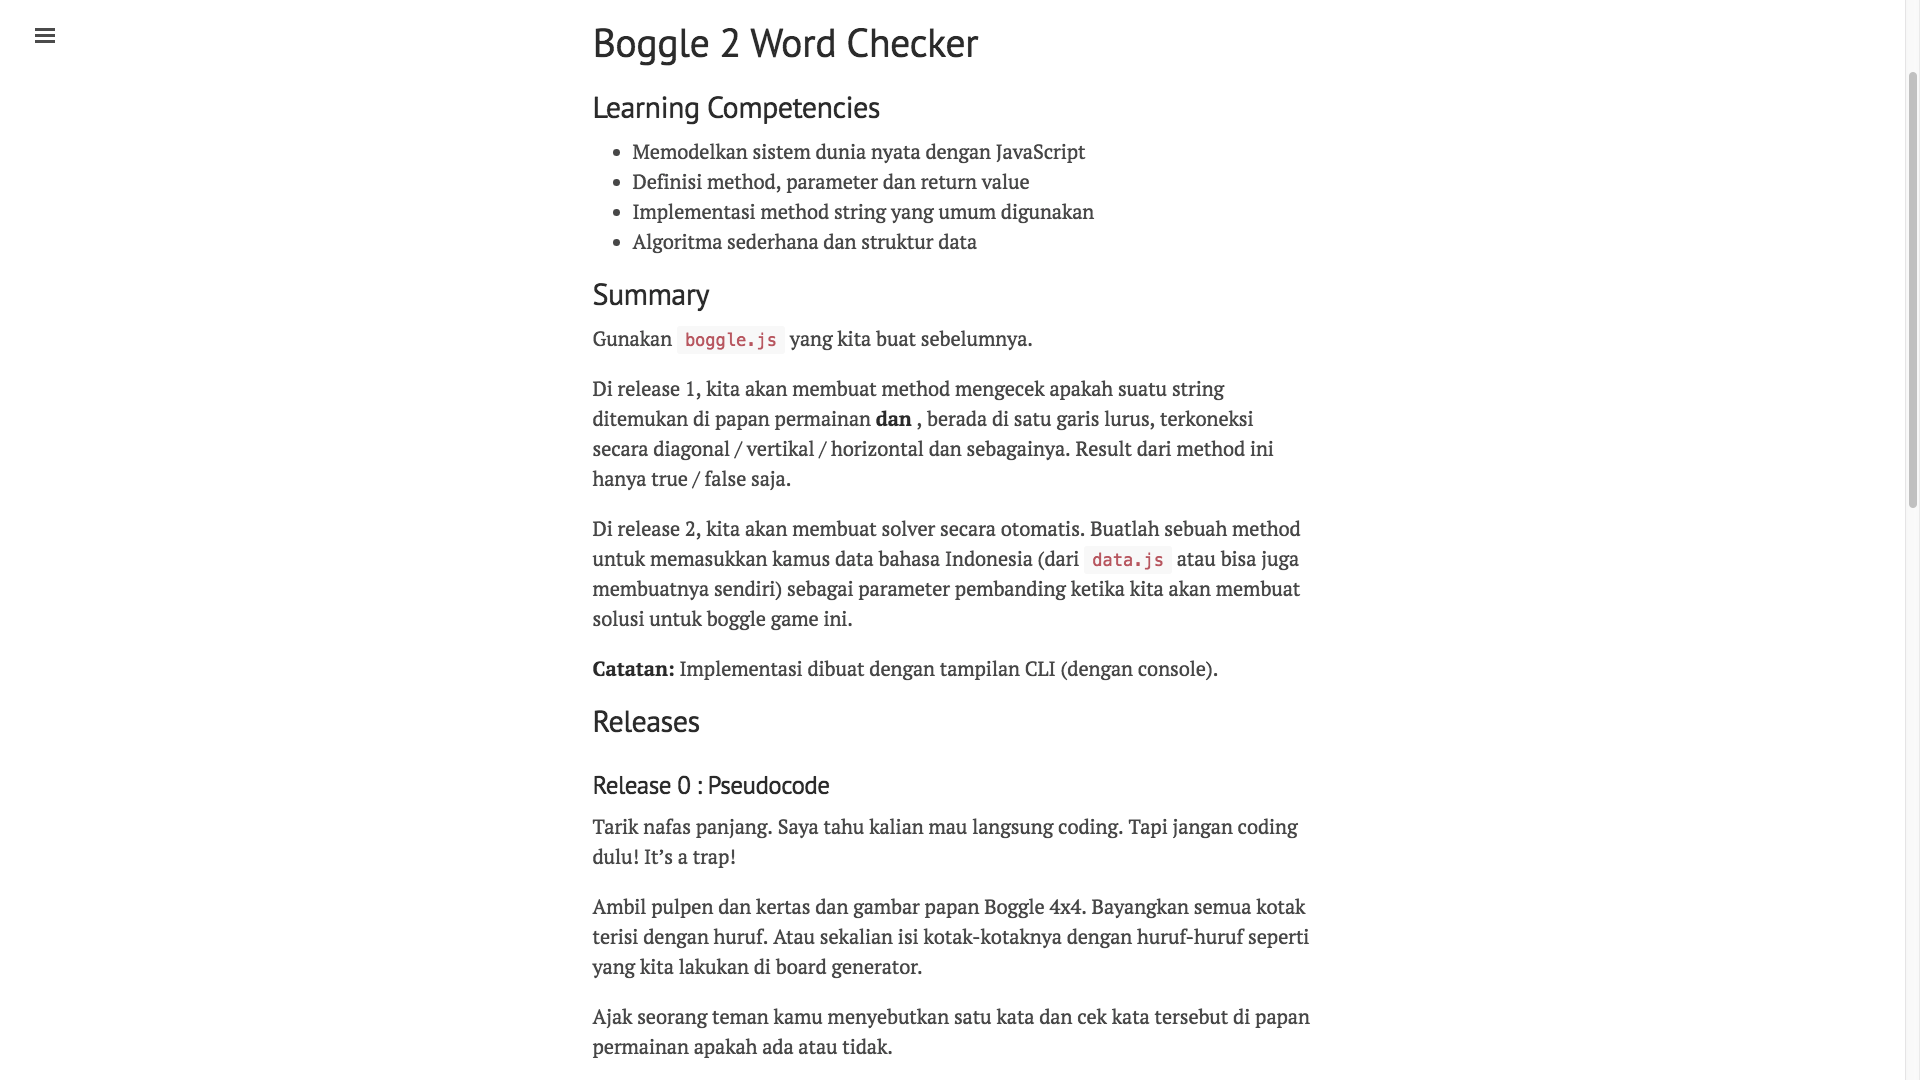 Boggle 2 Word Checker
Learning Competencies
Memodelkan sistem dunia nyata dengan JavaScript
Definisi method, parameter dan return value
Implementasi method string yang umum digunakan
Algoritma sederhana dan struktur data
Summary
Gunakan boggle.js yang kita buat sebelumnya.
Di release 1, kita akan membuat method mengecek apakah suatu string
ditemukan di papan permainan dan , berada di satu garis lurus, terkoneksi
secara diagonal / vertikal / horizontal dan sebagainya. Result dari method ini
hanya true / false saja.
Di release 2, kita akan membuat solver secara otomatis. Buatlah sebuah method
untuk memasukkan kamus data bahasa Indonesia (dari data.js atau bisa juga
membuatnya sendiri) sebagai parameter pembanding ketika kita akan membuat
solusi untuk boggle game ini.
Catatan: Implementasi dibuat dengan tampilan CLI (dengan console).
Releases
Release 0 : Pseudocode
Tarik nafas panjang. Saya tahu kalian mau langsung coding. Tapi jangan coding
dulu! It’s a trap!
Ambil pulpen dan kertas dan gambar papan Boggle 4x4. Bayangkan semua kotak
terisi dengan huruf. Atau sekalian isi kotak-kotaknya dengan huruf-huruf seperti
yang kita lakukan di board generator.
Ajak seorang teman kamu menyebutkan satu kata dan cek kata tersebut di papan
permainan apakah ada atau tidak.